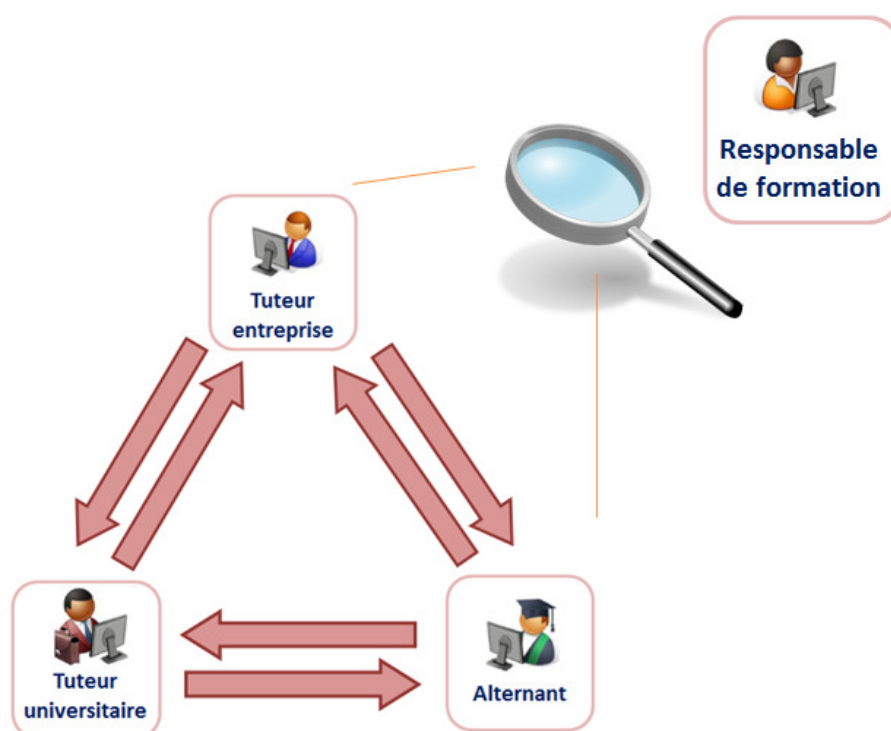 Responsable
de formation
Tuteur
entreprise
Tuteur
universitaire
Alternant